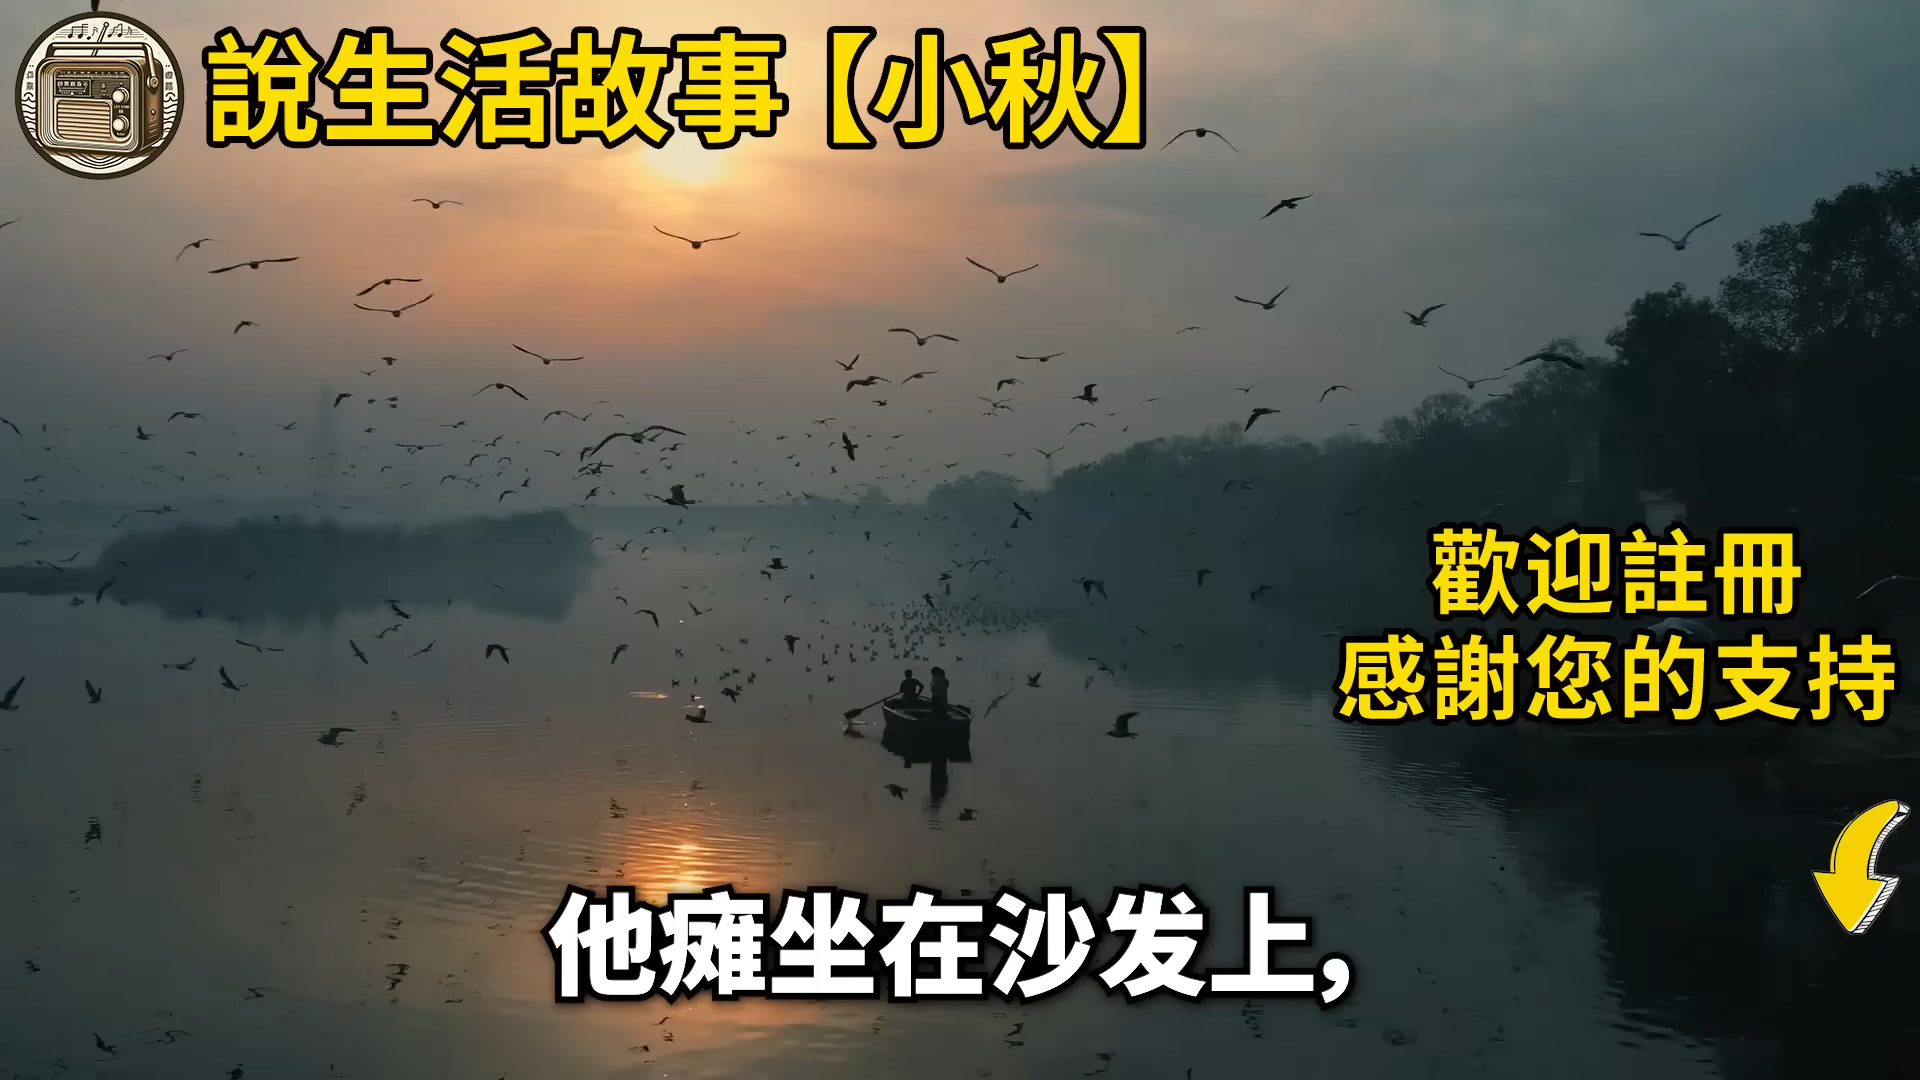 說生活故事【小秋】
歡迎註冊
感謝您的支持
他瘫坐在沙发上,